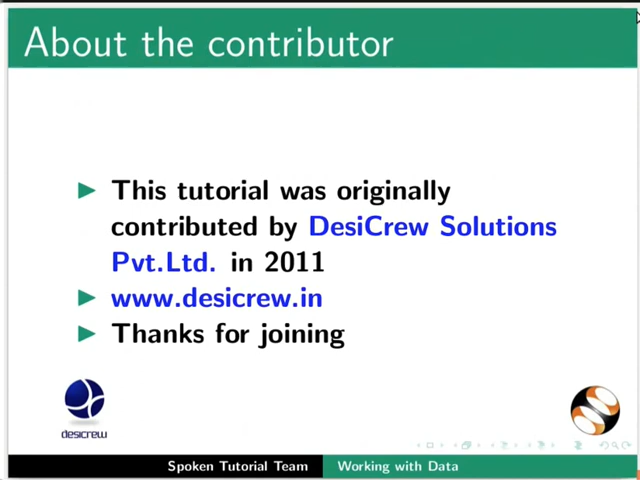 About the contributor
This tutorial was originally
contributed by DesiCrew Solutions
Pvt.Ltd. in 2011
www.desicrew.in
Thanks for joining
desicrew
Spoken Tutorial Team
Working with Data